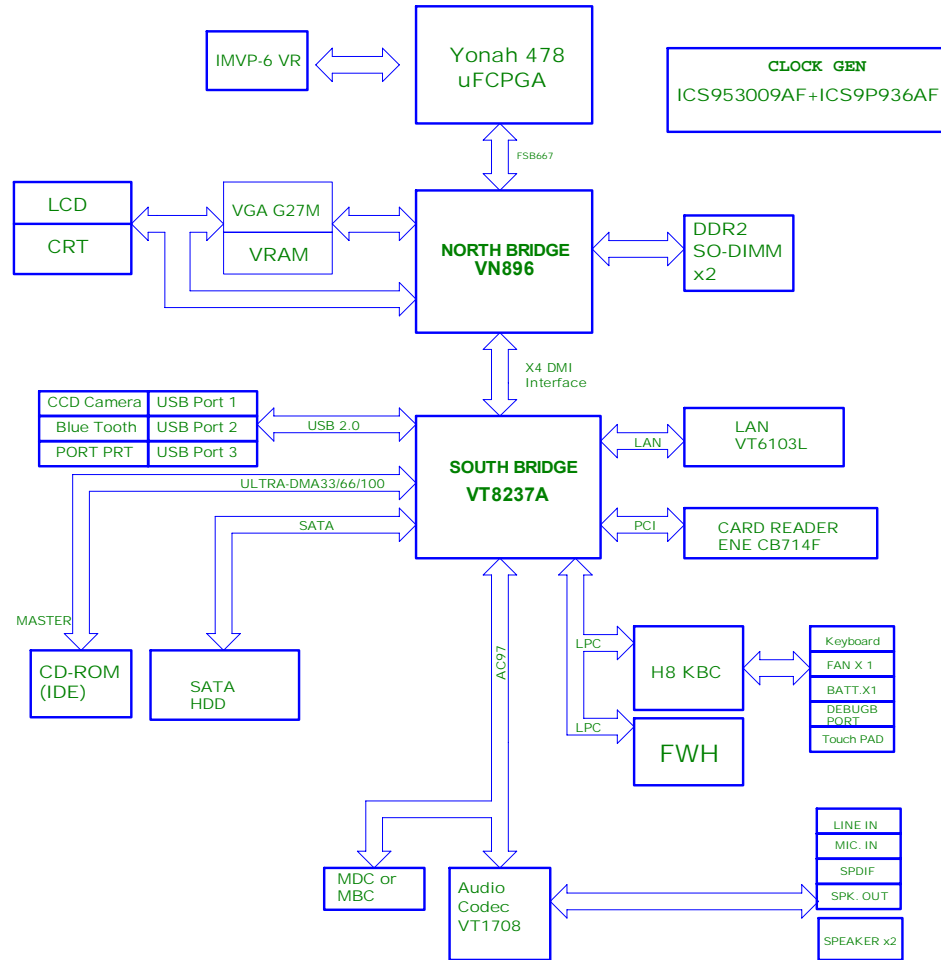 IMVP-6 VR
Yonah 478
uFCPGA
CLOCK GEN
ICS953009AF+ICS9P936AF
FSB667
LCD
CRT
VGA G27M
VRAM
NORTH BRIDGE
VN896
DDR2
SO-DIMM
x2
X4 DMI
Interface
CCD Camera
USB Port 1
Blue Tooth
USB Port 2
PORT PRT
USB Port 3
USB 2.0
ULTRA-DMA33/66/100
SATA
SOUTH BRIDGE
VT8237A
LAN
LAN
VT6103L
PCI
CARD READER
ENE CB714F
MASTER
CD-ROM
(IDE)
SATA
HDD
AC97
LPC
LPC
H8 KBC
FWH
Keyboard
FAN X 1
BATT.X1
DEBUGB
PORT
Touch PAD
MDC or
MBC
Audio
Codec
VT1708
LINE IN
MIC. IN
SPDIF
SPK. OUT
SPEAKER x2